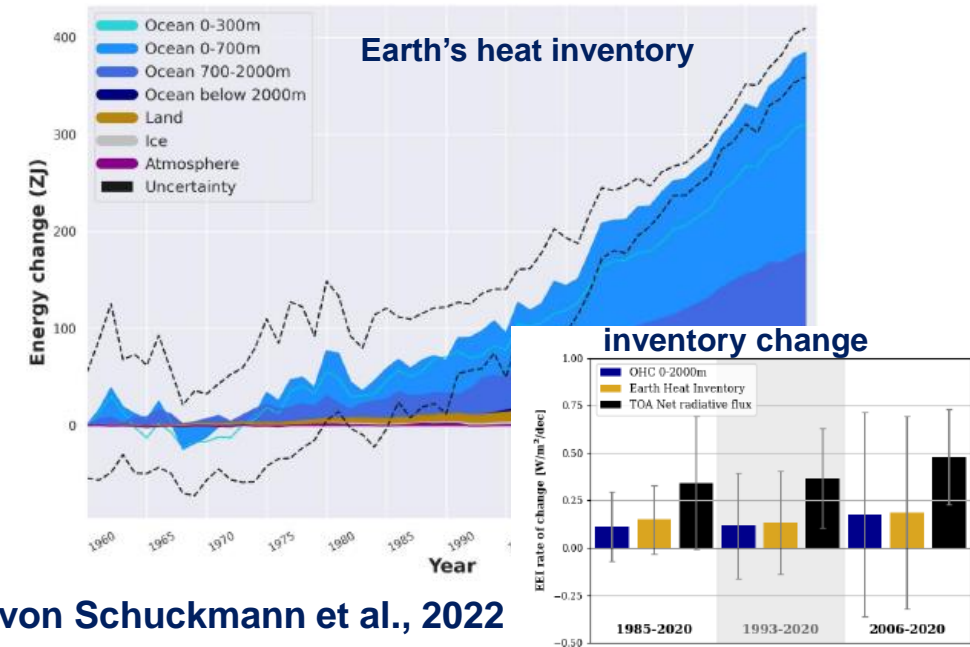 Earth's heat inventory
Ocean 0-300m
Ocean 0-700m
Ocean 700-2000m
Ocean below 2000m
Land
Ice
Atmosphere
Uncertainty
Energy change (ZJ)
400
300
200
100
0
1960 1965 1970 1975 1980 1985 1990
Year
inventory change
OHC 0-2000m
Earth Heat Inventory
TOA Net radiative flux
EEI rate of change [W/m²/dec]
1.00
0.75
0.50
0.25
0.00
−0.25
−0.50
1985-2020 1993-2020 2006-2020
von Schuckmann et al., 2022